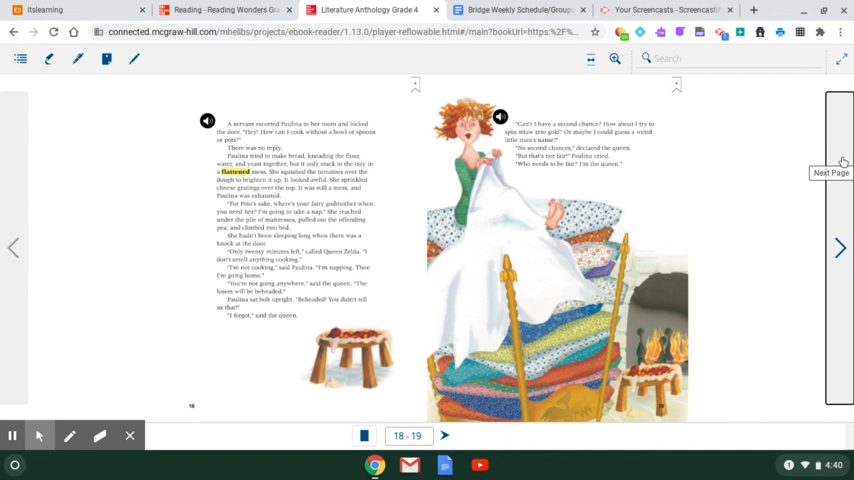 itslearning
Reading - Reading Wonders Gra
Literature Anthology Grade 4
Bridge Weekly Schedule/Group
Your Screencasts - Screencasti
connected.mcgraw-hill.com/mhelibs/projects/ebook-reader/1.13.0/player-reflowable.html#/main?bookUrl=https:%2F%...
Search
A servant escorted Paulina to her room and locked
the door. "Hey! How can I cook without a bowl or spoons
or pots?"
There was no reply.
Paulina tried to make bread, kneading the flour,
water, and yeast together; but it only stuck to the tray in
a flattened mess. She squished the tomatoes over the
dough to brighten it up. It looked awful. She sprinkled
cheese gratings over the top. It was still a mess, and
Paulina was exhausted.
"For Pete's sake, where's your fairy godmother when
you need her? I'm going to take a nap." She reached
under the pile of mattresses, pulled out the offending
pea, and climbed into bed.
She hadn't been sleeping long when there was a
knock at the door.
"Only twenty minutes left," called Queen Zelda. "I
don't smell anything cooking."
"I'm not cooking," said Paulina. "I'm napping. Then
I'm going home."
"You're not going anywhere," said the queen. "The
losers will be beheaded."
Paulina sat bolt upright. "Beheaded! You didn't tell
us that!"
"I forgot," said the queen.
18
"Can't I have a second chance? How about I try to
spin straw into gold? Or maybe I could guess a weird
little man's name?"
"No second chances," declared the queen.
"But that's not fair!" Paulina cried.
"Who needs to be fair? I'm the queen."
19
Next Page
18 - 19
1
4:40